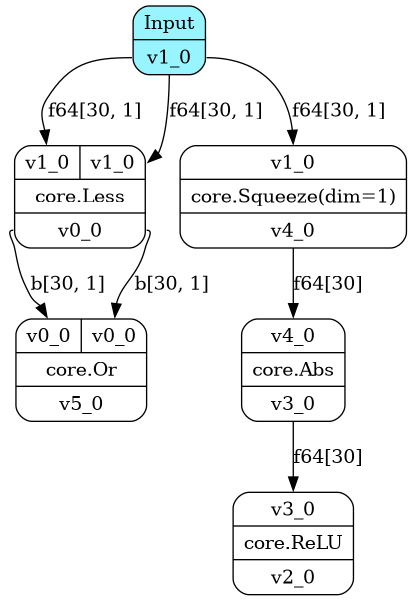 Input
v1_0
f64[30, 1]
f64[30, 1]
f64[30, 1]
v1_0 v1_0
core.Less
v0_0
v1_0
core.Squeeze(dim=1)
v4_0
b[30, 1]
b[30, 1]
f64[30]
v0_0 v0_0
core.Or
v5_0
v4_0
core.Abs
v3_0
f64[30]
v3_0
core.ReLU
v2_0